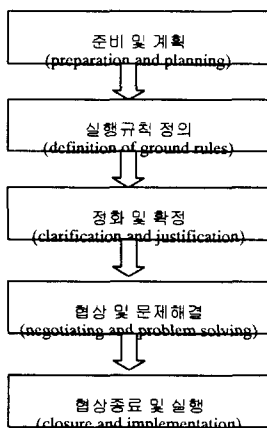 준비 및 계획
(preparation and planning)
실행규칙 정의
(definition of ground rules)
정화 및 확정
(clarification and justification)
협상 및 문제해결
(negotiating and problem solving)
협상종료 및 실행
(closure and implementation)